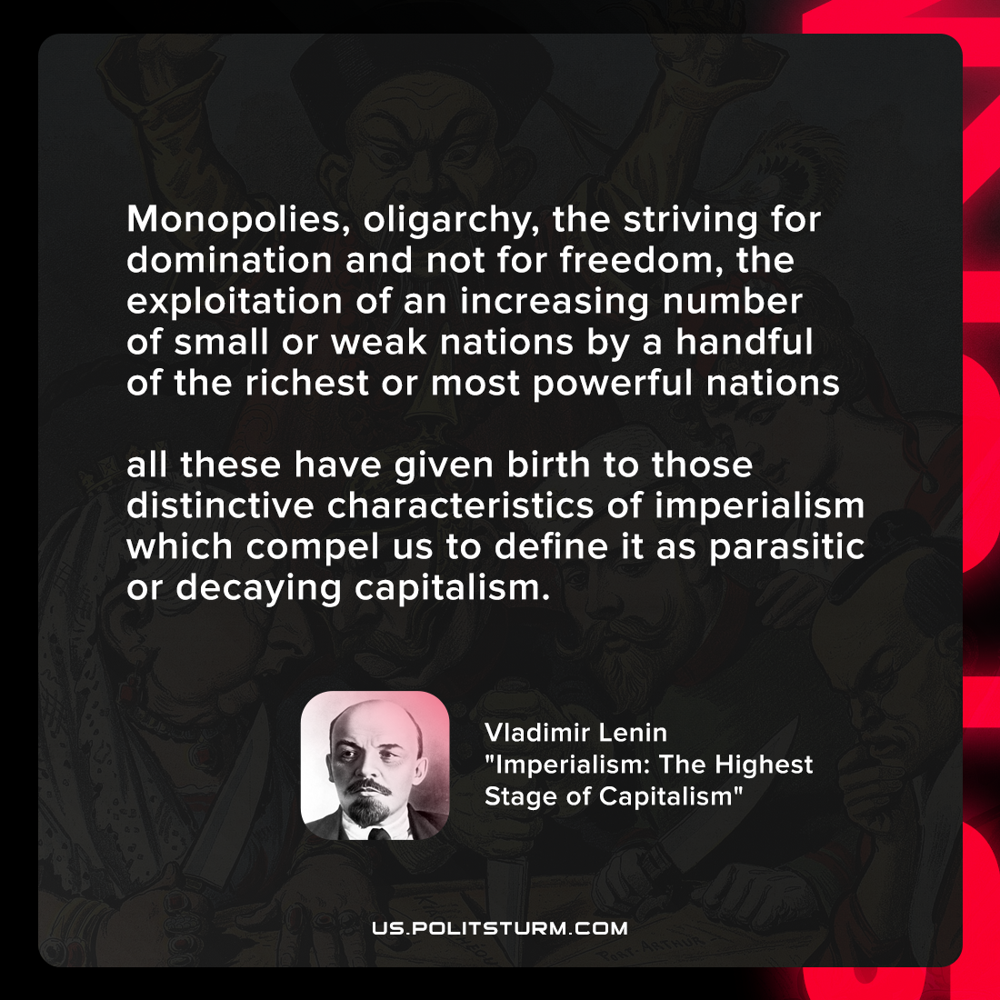 Monopolies, oligarchy, the striving for
domination and not for freedom, the
exploitation of an increasing number
of small or weak nations by a handful
of the richest or most powerful nations
all these have given birth to those
distinctive characteristics of imperialism
which compel us to define it as parasitic
or decaying capitalism.
Vladimir Lenin
"Imperialism: The Highest
Stage of Capitalism"
US.POLITSTURM.COM
PORT-ARTHUR